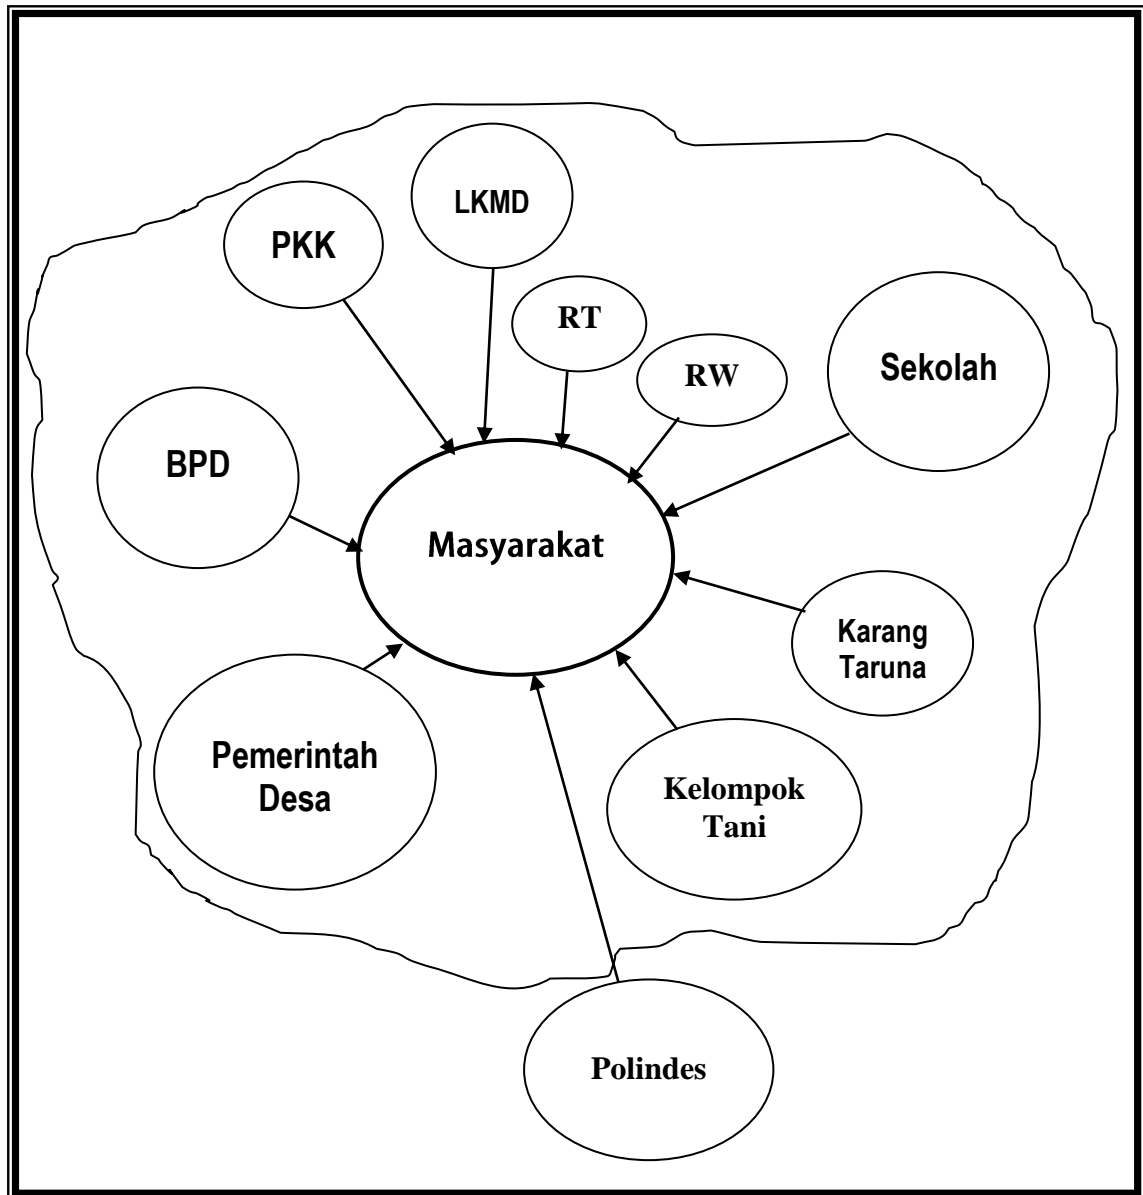 LKMD
PKK
RT
RW
Sekolah
BPD
Masyarakat
Karang
Taruna
Pemerintah
Desa
Kelompok
Tani
Polindes